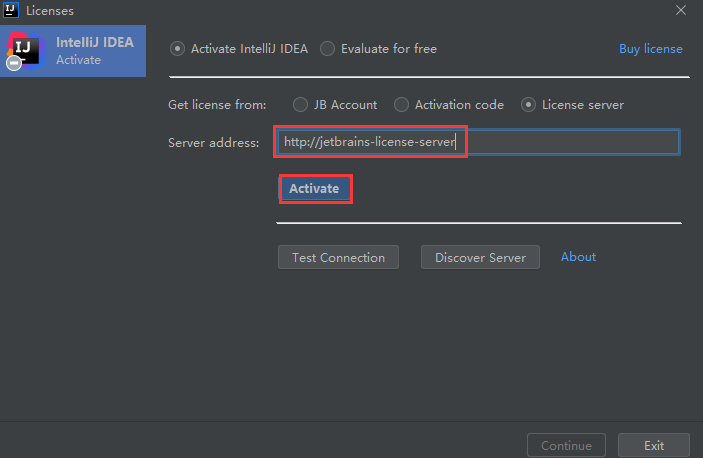 IJ Licenses
IJ IntelliJ IDEA
Activate
Activate IntelliJ IDEA Evaluate for free Buy license
Get license from: JB Account Activation code License server
Server address: http://jetbrains-license-server
Activate
Test Connection Discover Server About
Continue Exit